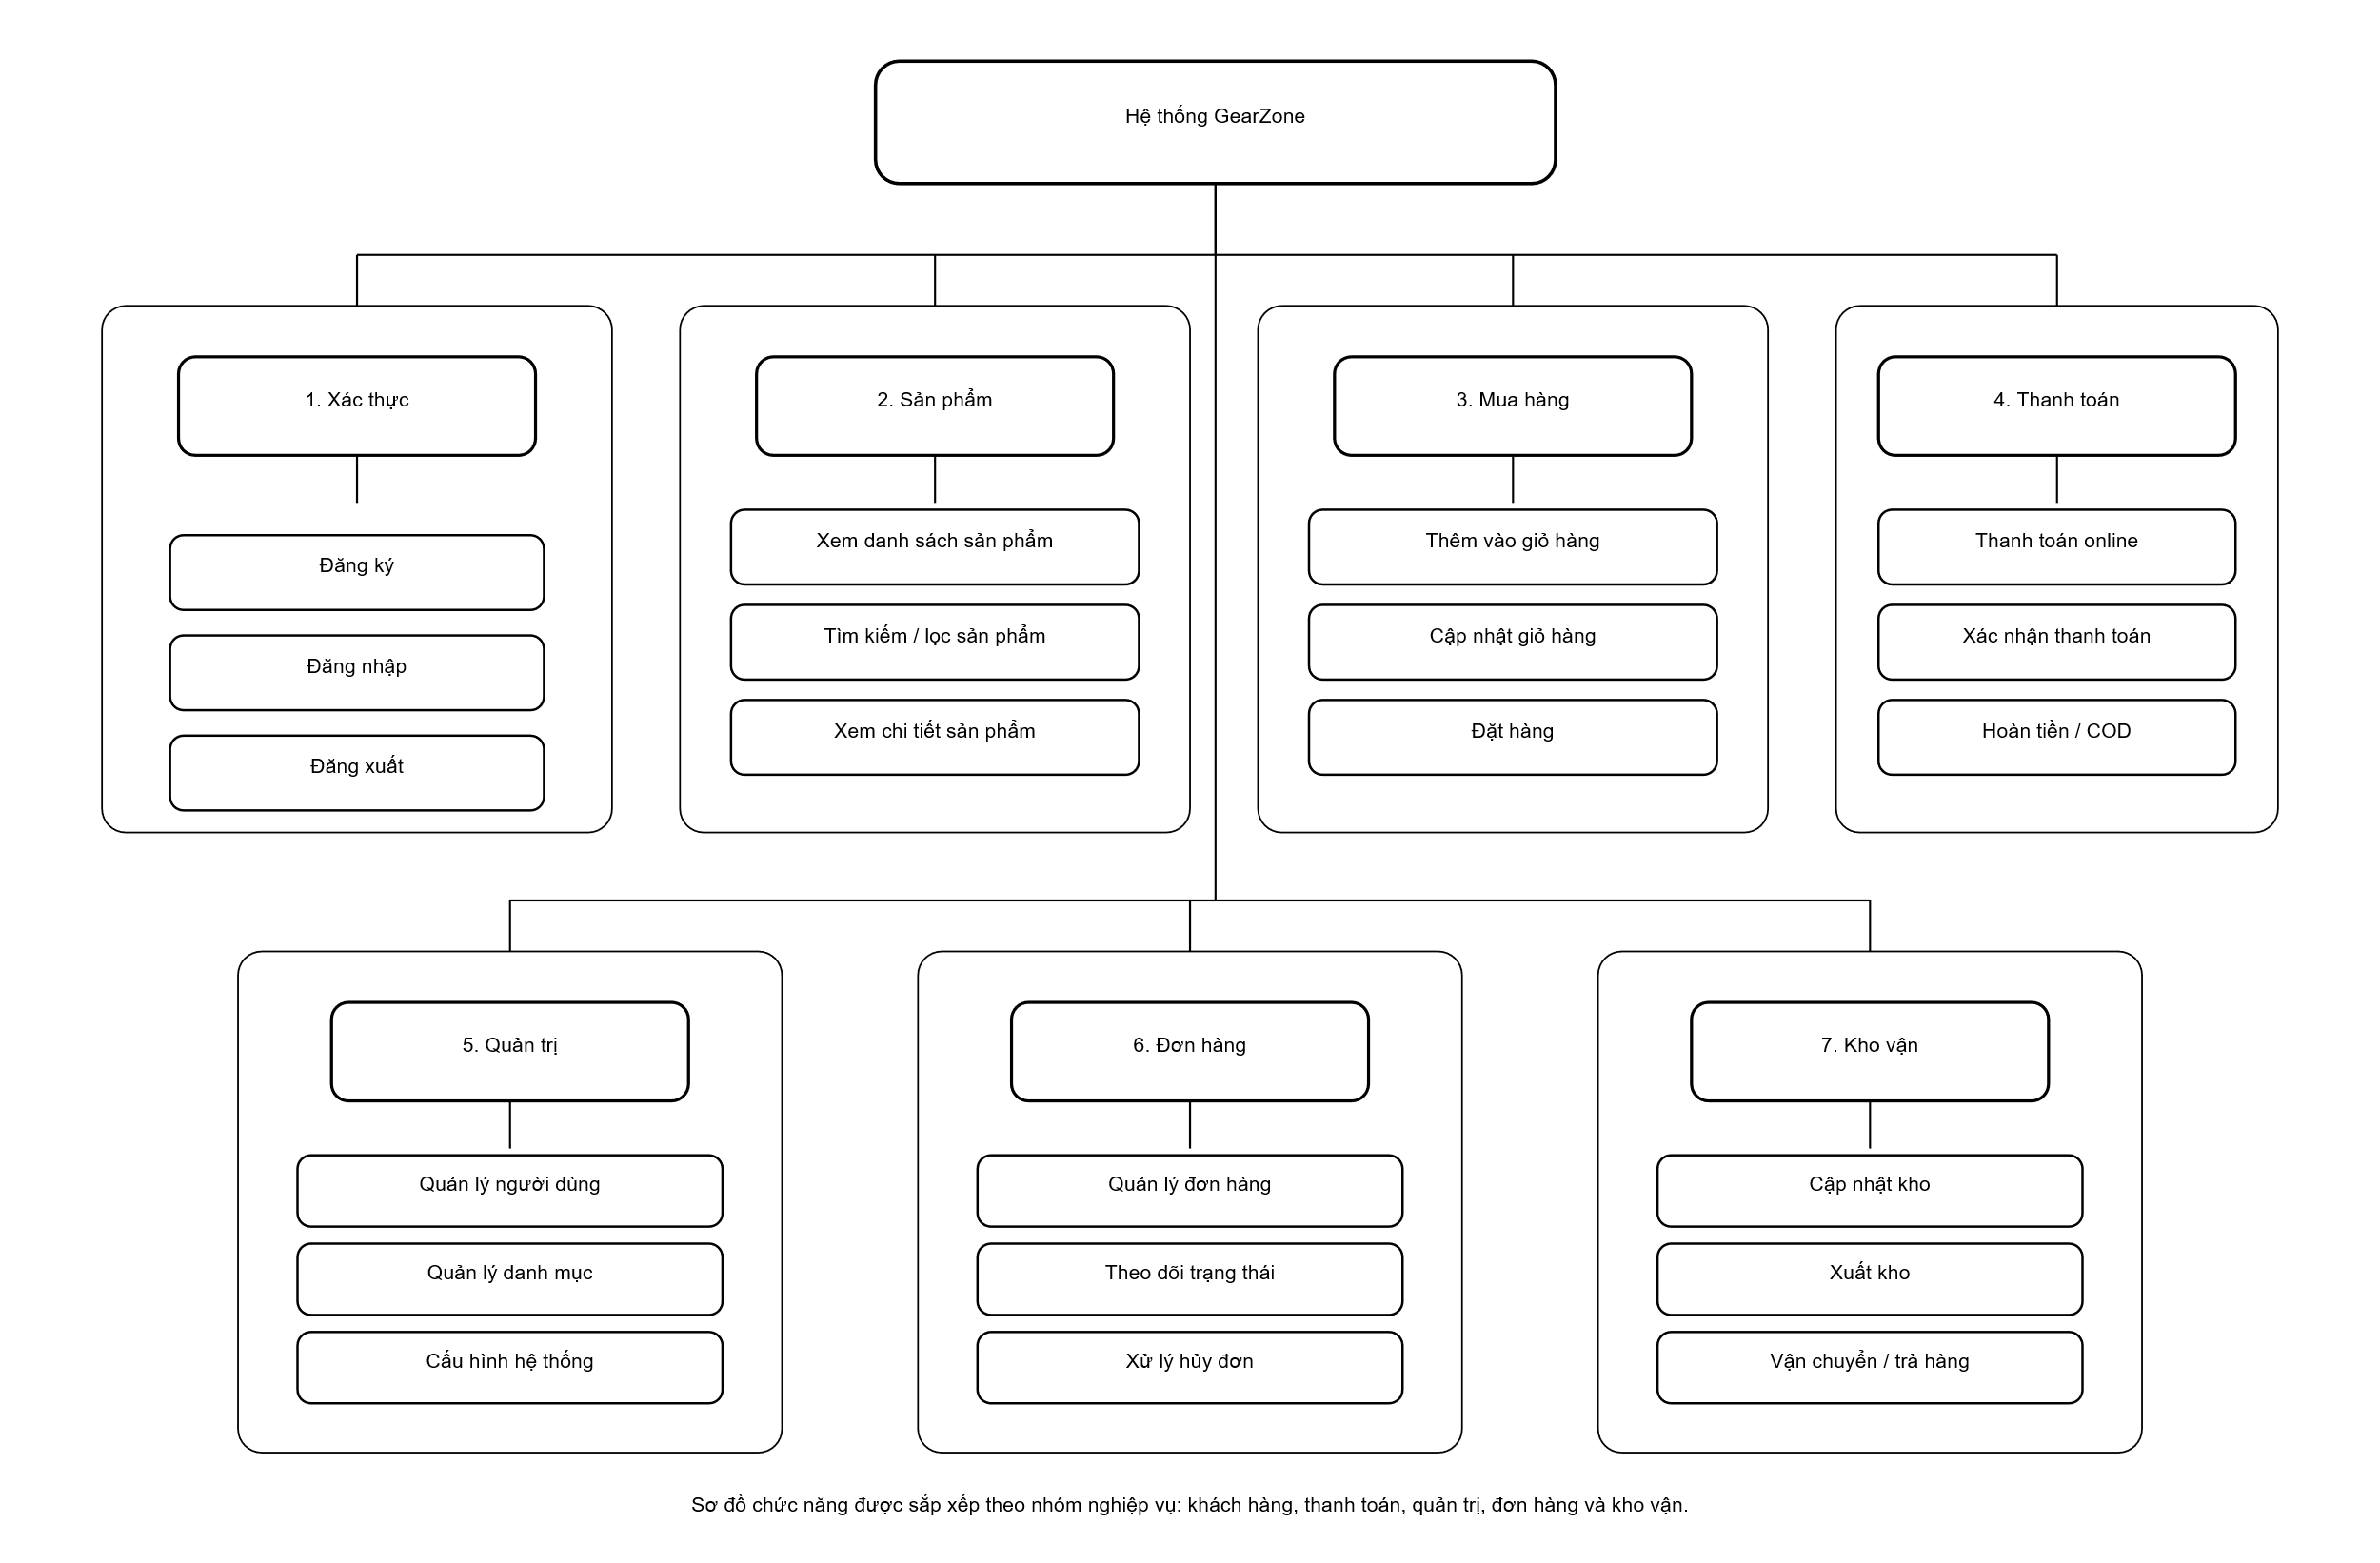 Hệ thống GearZone
1. Xác thực
2. Sản phẩm
3. Mua hàng
4. Thanh toán
Đăng ký
Đăng nhập
Đăng xuất
Xem danh sách sản phẩm
Tìm kiếm / lọc sản phẩm
Xem chi tiết sản phẩm
Thêm vào giỏ hàng
Cập nhật giỏ hàng
Đặt hàng
Thanh toán online
Xác nhận thanh toán
Hoàn tiền / COD
5. Quản trị
6. Đơn hàng
7. Kho vận
Quản lý người dùng
Quản lý danh mục
Cấu hình hệ thống
Quản lý đơn hàng
Theo dõi trạng thái
Xử lý hủy đơn
Cập nhật kho
Xuất kho
Vận chuyển / trả hàng
Sơ đồ chức năng được sắp xếp theo nhóm nghiệp vụ: khách hàng, thanh toán, quản trị, đơn hàng và kho vận.